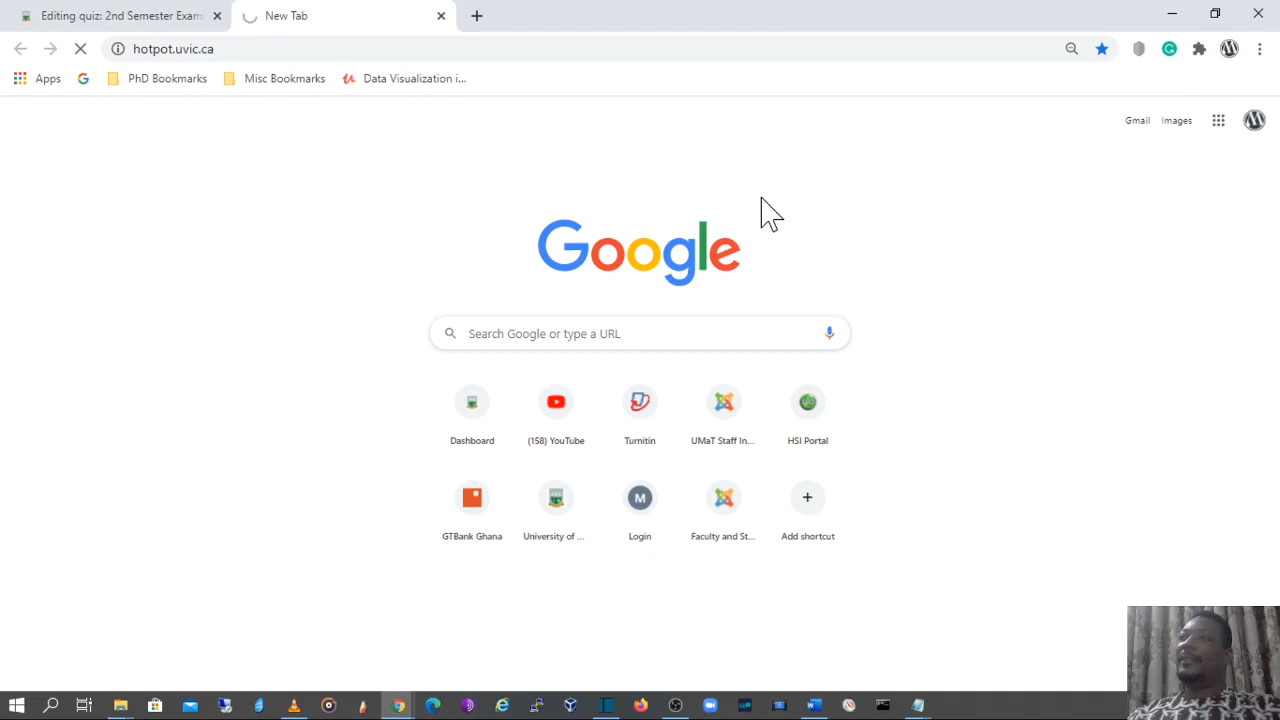 Editing quiz: 2nd Semester Exam
New Tab
hotpot.uvic.ca
Apps
PhD Bookmarks
Misc Bookmarks
Data Visualization i...
Gmail
Images
Google
Search Google or type a URL
Dashboard
(158) YouTube
Turnitin
UMaT Staff In...
HSI Portal
M
GTBank Ghana
University of ...
Login
Faculty and St...
Add shortcut